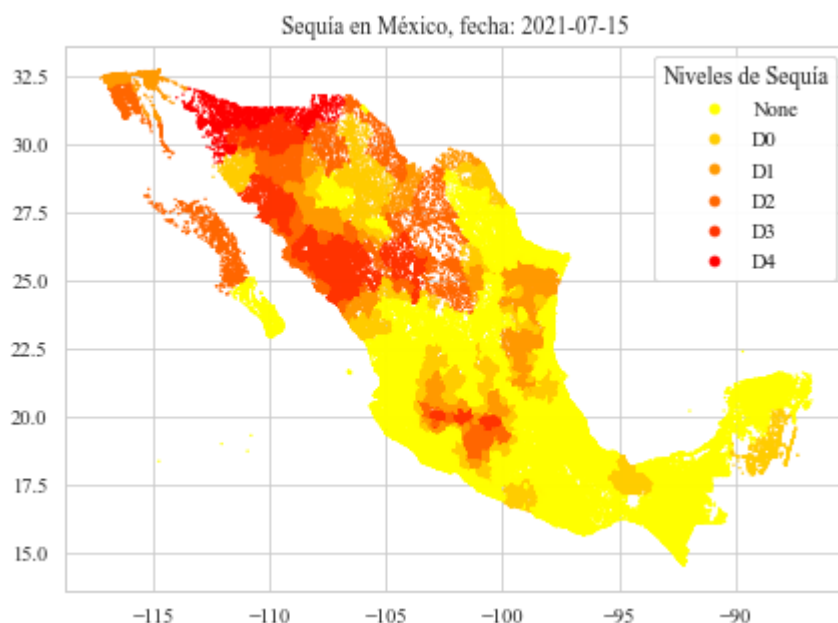 Sequía en México, fecha: 2021-07-15
Niveles de Sequía
None
D0
D1
D2
D3
D4
32.5
30.0
27.5
25.0
22.5
20.0
17.5
15.0
−115
−110
−105
−100
−95
−90